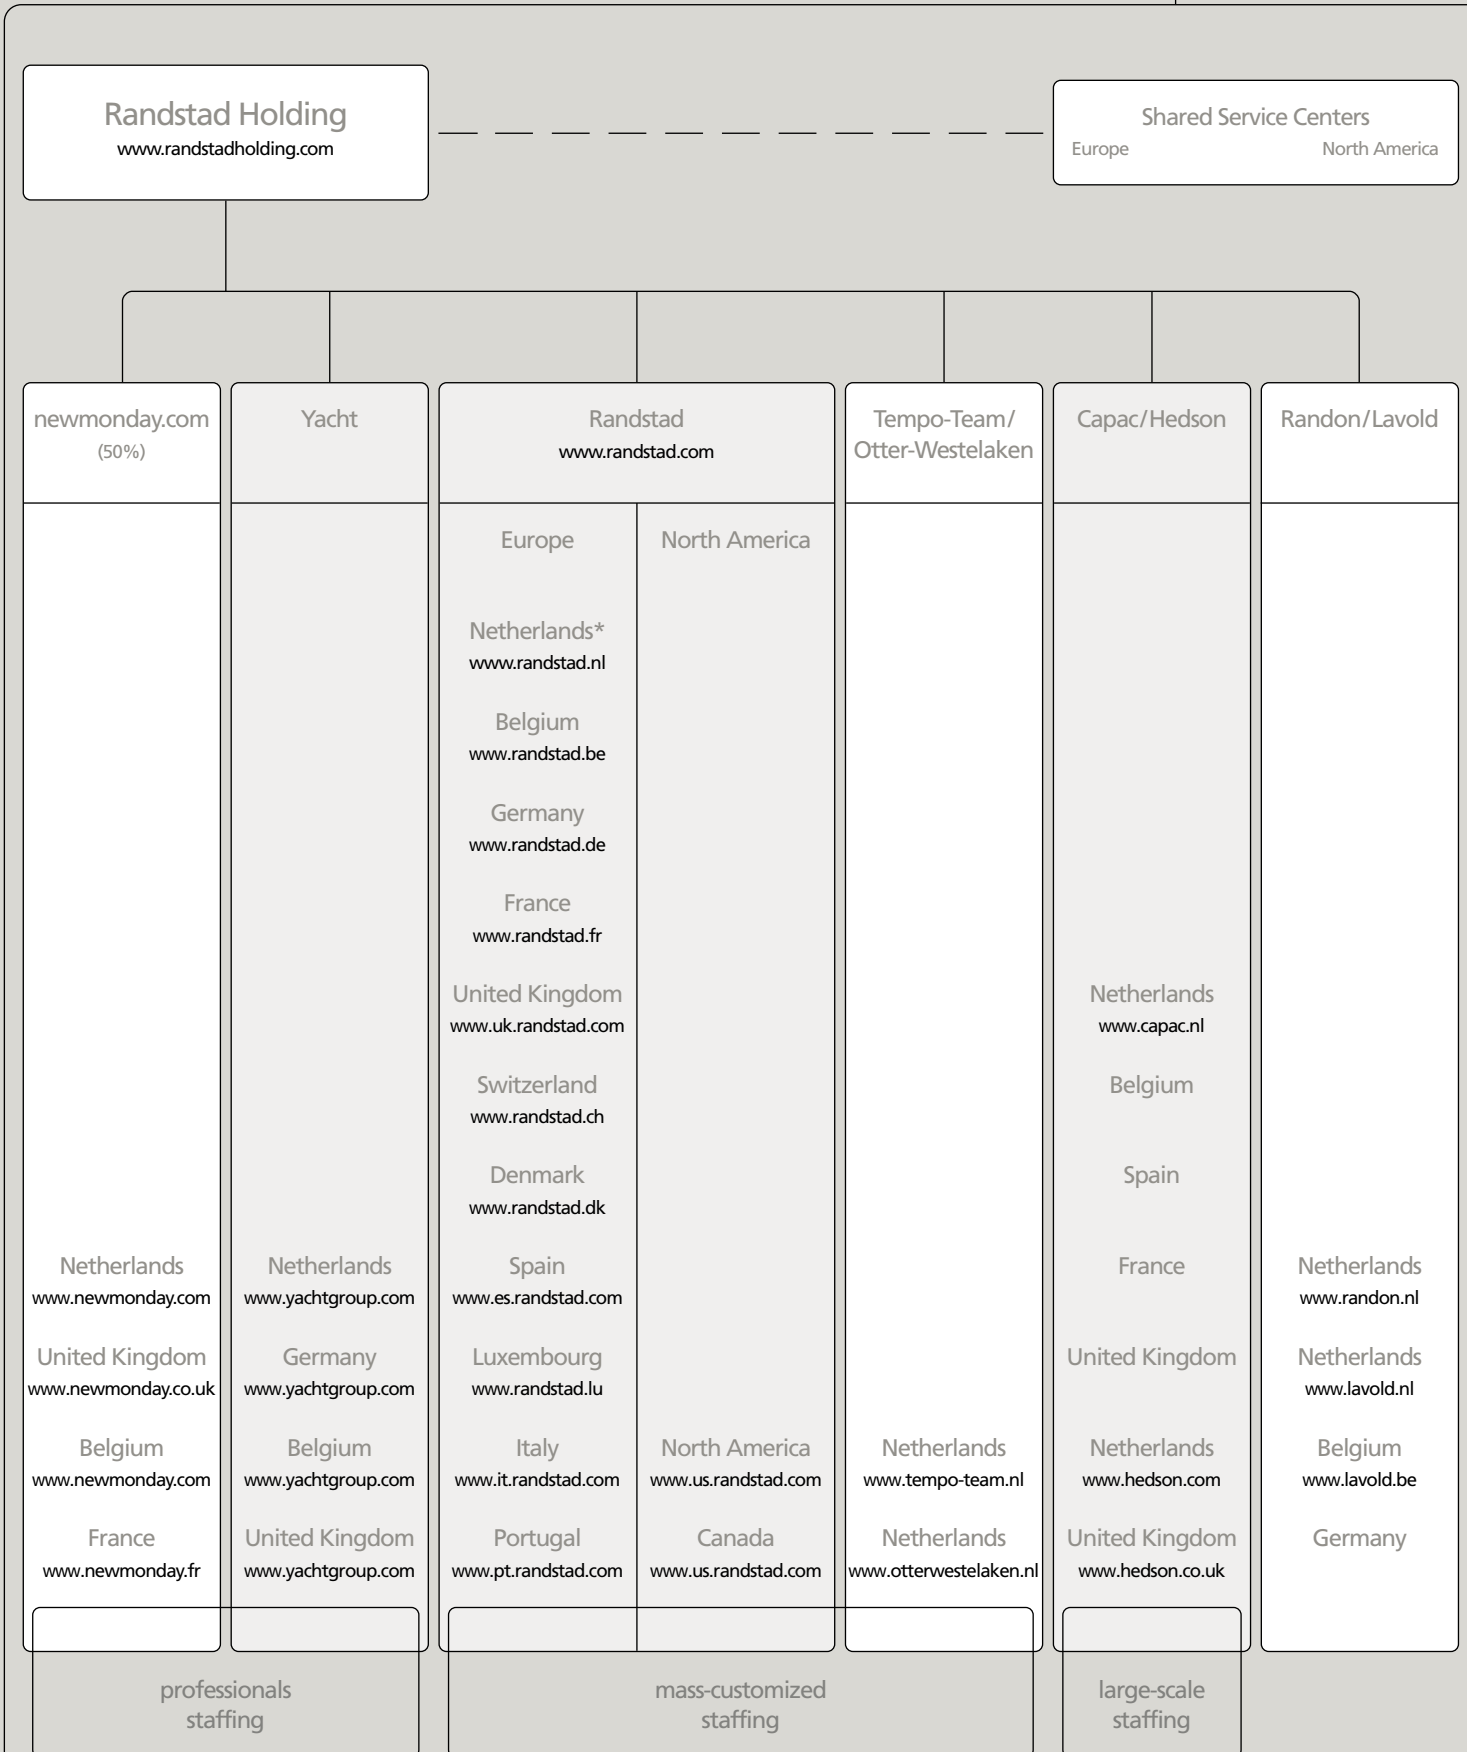 Randstad Holding
www.randstadholding.com
Shared Service Centers
Europe
North America
newmonday.com
(50%)
Netherlands
www.newmonday.com
United Kingdom
www.newmonday.co.uk
Belgium
www.newmonday.com
France
www.newmonday.fr
Yacht
Netherlands
www.yachtgroup.com
Germany
www.yachtgroup.com
Belgium
www.yachtgroup.com
United Kingdom
www.yachtgroup.com
Randstad
www.randstad.com
Europe
Netherlands*
www.randstad.nl
Belgium
www.randstad.be
Germany
www.randstad.de
France
www.randstad.fr
United Kingdom
www.uk.randstad.com
Switzerland
www.randstad.ch
Denmark
www.randstad.dk
Spain
www.es.randstad.com
Luxembourg
www.randstad.lu
Italy
www.it.randstad.com
Portugal
www.pt.randstad.com
North America
North America
www.us.randstad.com
Canada
www.us.randstad.com
Tempo-Team/
Otter-Westelaken
Netherlands
www.tempo-team.nl
Netherlands
www.otterwestelaken.nl
Capac/Hedson
Netherlands
www.capac.nl
Belgium
Spain
France
United Kingdom
Netherlands
www.hedson.com
United Kingdom
www.hedson.co.uk
Randon/Lavold
Netherlands
www.randon.nl
Netherlands
www.lavold.nl
Belgium
www.lavold.be
Germany
professionals
staffing
mass-customized
staffing
large-scale
staffing